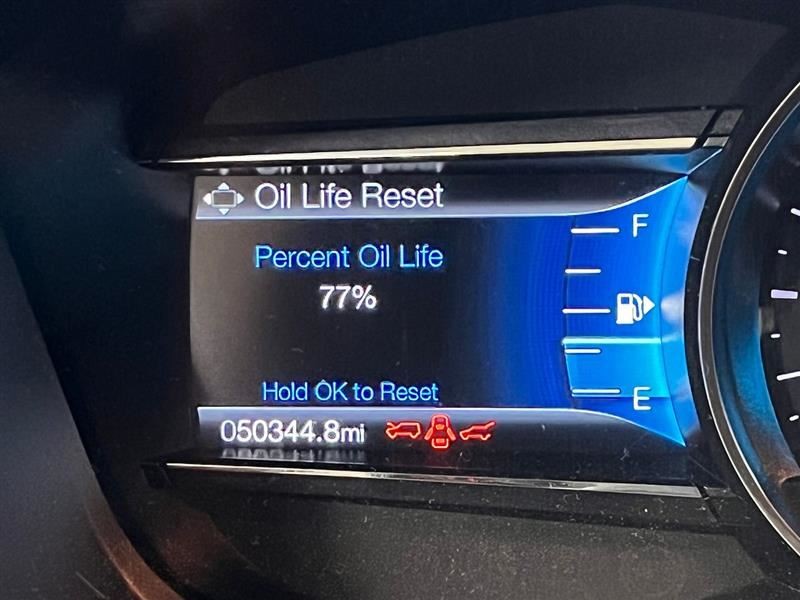 Oil Life Reset
Percent Oil Life
77%
Hold OK to Reset
050344.8mi
F
E